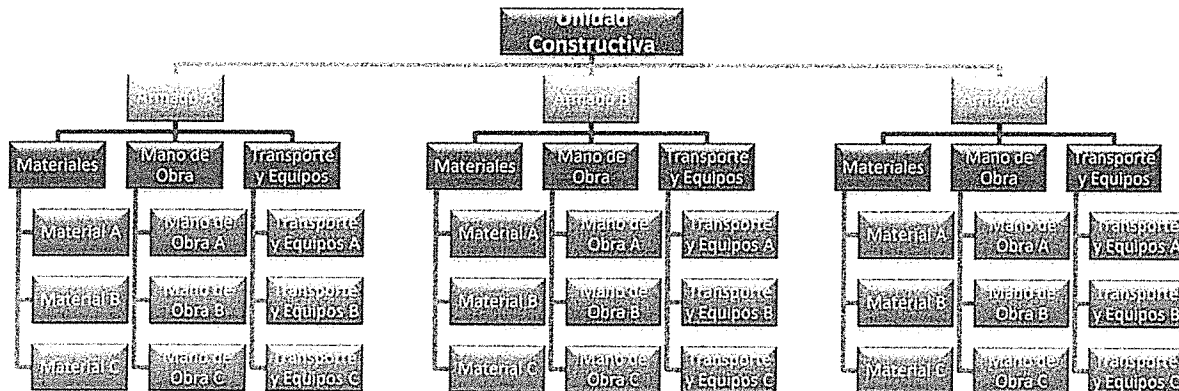 Unidad
Constructiva
Armado A
Armado B
Armado C
Materiales
Mano de
Obra
Transporte
y Equipos
Materiales
Mano de
Obra
Transporte
y Equipos
Materiales
Mano de
Obra
Transporte
y Equipos
Material A
Mano de
Obra A
Transporte
y Equipos A
Material A
Mano de
Obra A
Transporte
y Equipos A
Material A
Mano de
Obra A
Transporte
y Equipos A
Material B
Mano de
Obra B
Transporte
y Equipos B
Material B
Mano de
Obra B
Transporte
y Equipos B
Material B
Mano de
Obra B
Transporte
y Equipos B
Material C
Mano de
Obra C
Transporte
y Equipos C
Material C
Mano de
Obra C
Transporte
y Equipos C
Material C
Mano de
Obra C
Transporte
y Equipos C